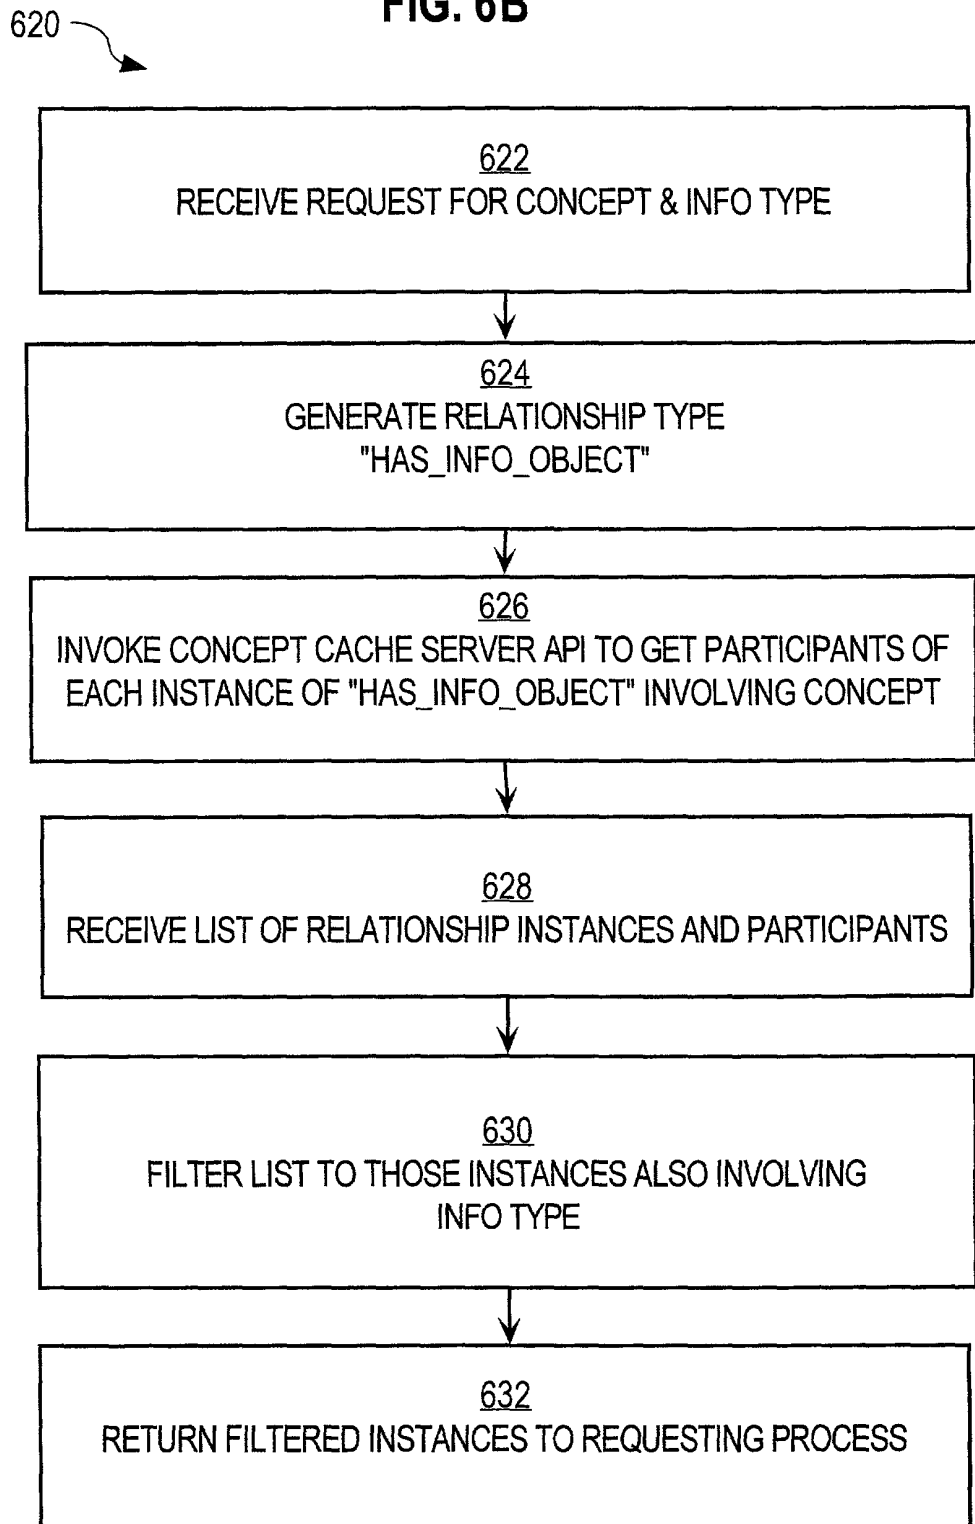 FIG. 6B
620
622
RECEIVE REQUEST FOR CONCEPT & INFO TYPE
624
GENERATE RELATIONSHIP TYPE
"HAS_INFO_OBJECT"
626
INVOKE CONCEPT CACHE SERVER API TO GET PARTICIPANTS OF
EACH INSTANCE OF "HAS_INFO_OBJECT" INVOLVING CONCEPT
628
RECEIVE LIST OF RELATIONSHIP INSTANCES AND PARTICIPANTS
630
FILTER LIST TO THOSE INSTANCES ALSO INVOLVING
INFO TYPE
632
RETURN FILTERED INSTANCES TO REQUESTING PROCESS